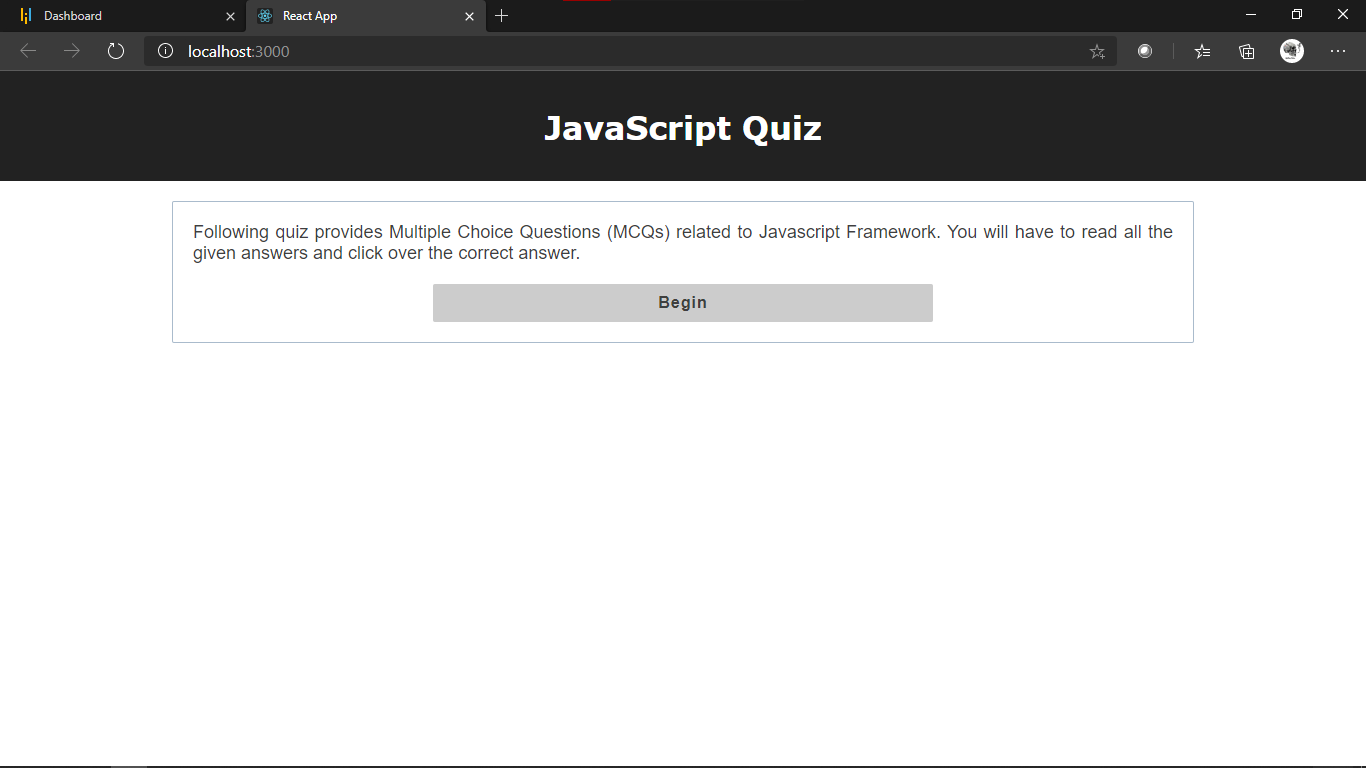 Dashboard
React App
localhost:3000
JavaScript Quiz
Following quiz provides Multiple Choice Questions (MCQs) related to Javascript Framework. You will have to read all the
given answers and click over the correct answer.
Begin